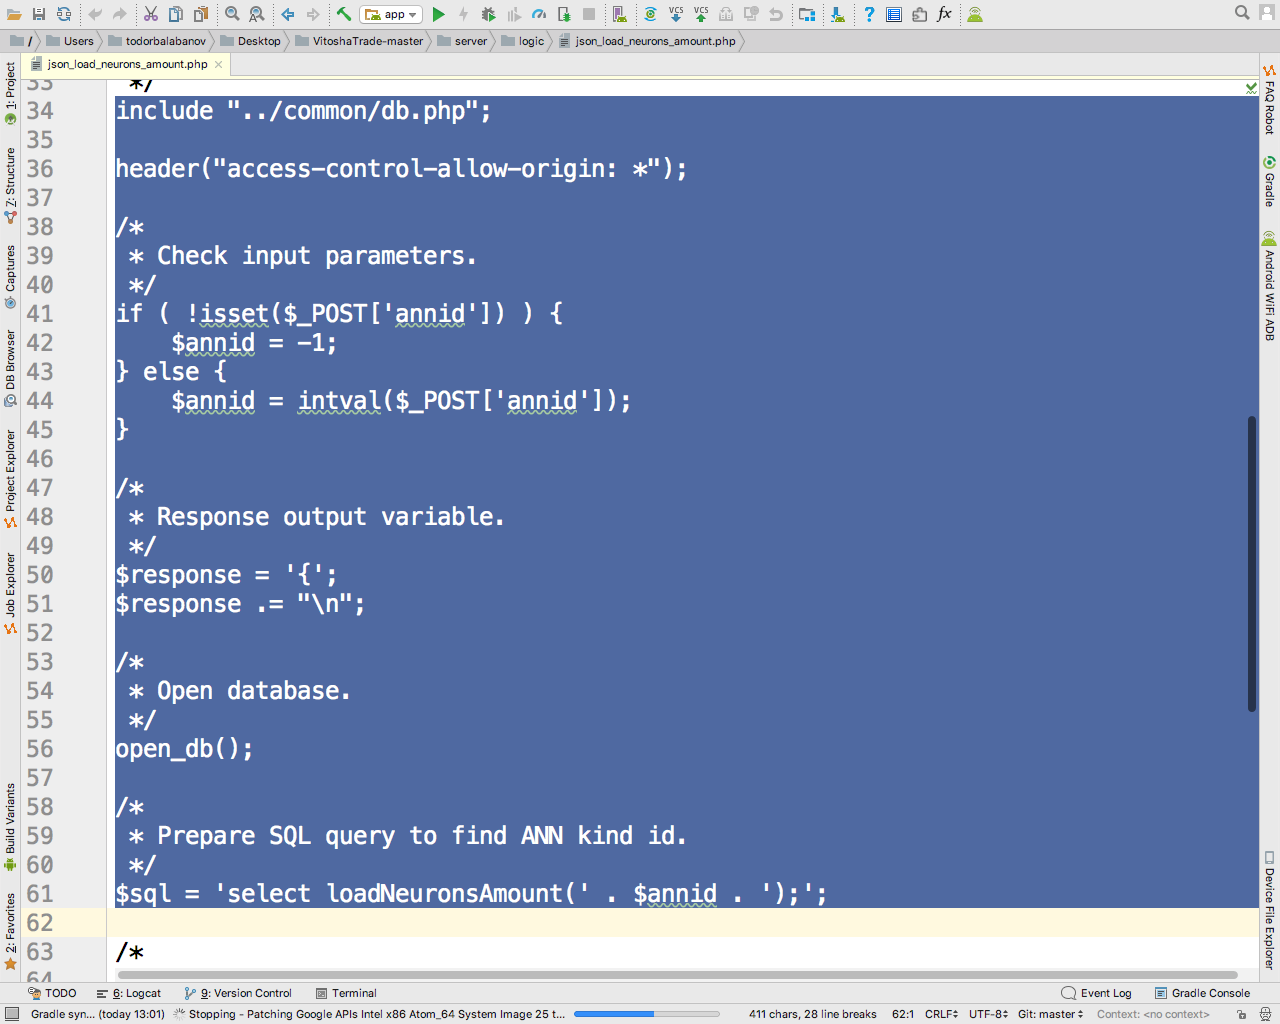 app
fx
/ Users todorbalabanov Desktop VitoshaTrade-master server logic json_load_neurons_amount.php
json_load_neurons_amount.php
33 */
34 include "../common/db.php";
35
36 header("access-control-allow-origin: *");
37
38 /*
39 * Check input parameters.
40 */
41 if ( !isset($_POST['annid']) ) {
42 $annid = -1;
43 } else {
44 $annid = intval($_POST['annid']);
45 }
46
47 /*
48 * Response output variable.
49 */
50 $response = '{';
51 $response .= "\n";
52
53 /*
54 * Open database.
55 */
56 open_db();
57
58 /*
59 * Prepare SQL query to find ANN kind id.
60 */
61 $sql = 'select loadNeuronsAmount(' . $annid . ');';
62
63 /*
64
1: Project
7: Structure
Captures
DB Browser
Project Explorer
Job Explorer
Build Variants
2: Favorites
FAQ Robot
Gradle
Android WiFi ADB
Device File Explorer
TODO 6: Logcat 9: Version Control Terminal Event Log Gradle Console
Gradle syn... (today 13:01) Stopping - Patching Google APIs Intel x86 Atom_64 System Image 25 t... 411 chars, 28 line breaks 62:1 CRLF UTF-8 Git: master Context: <no context>